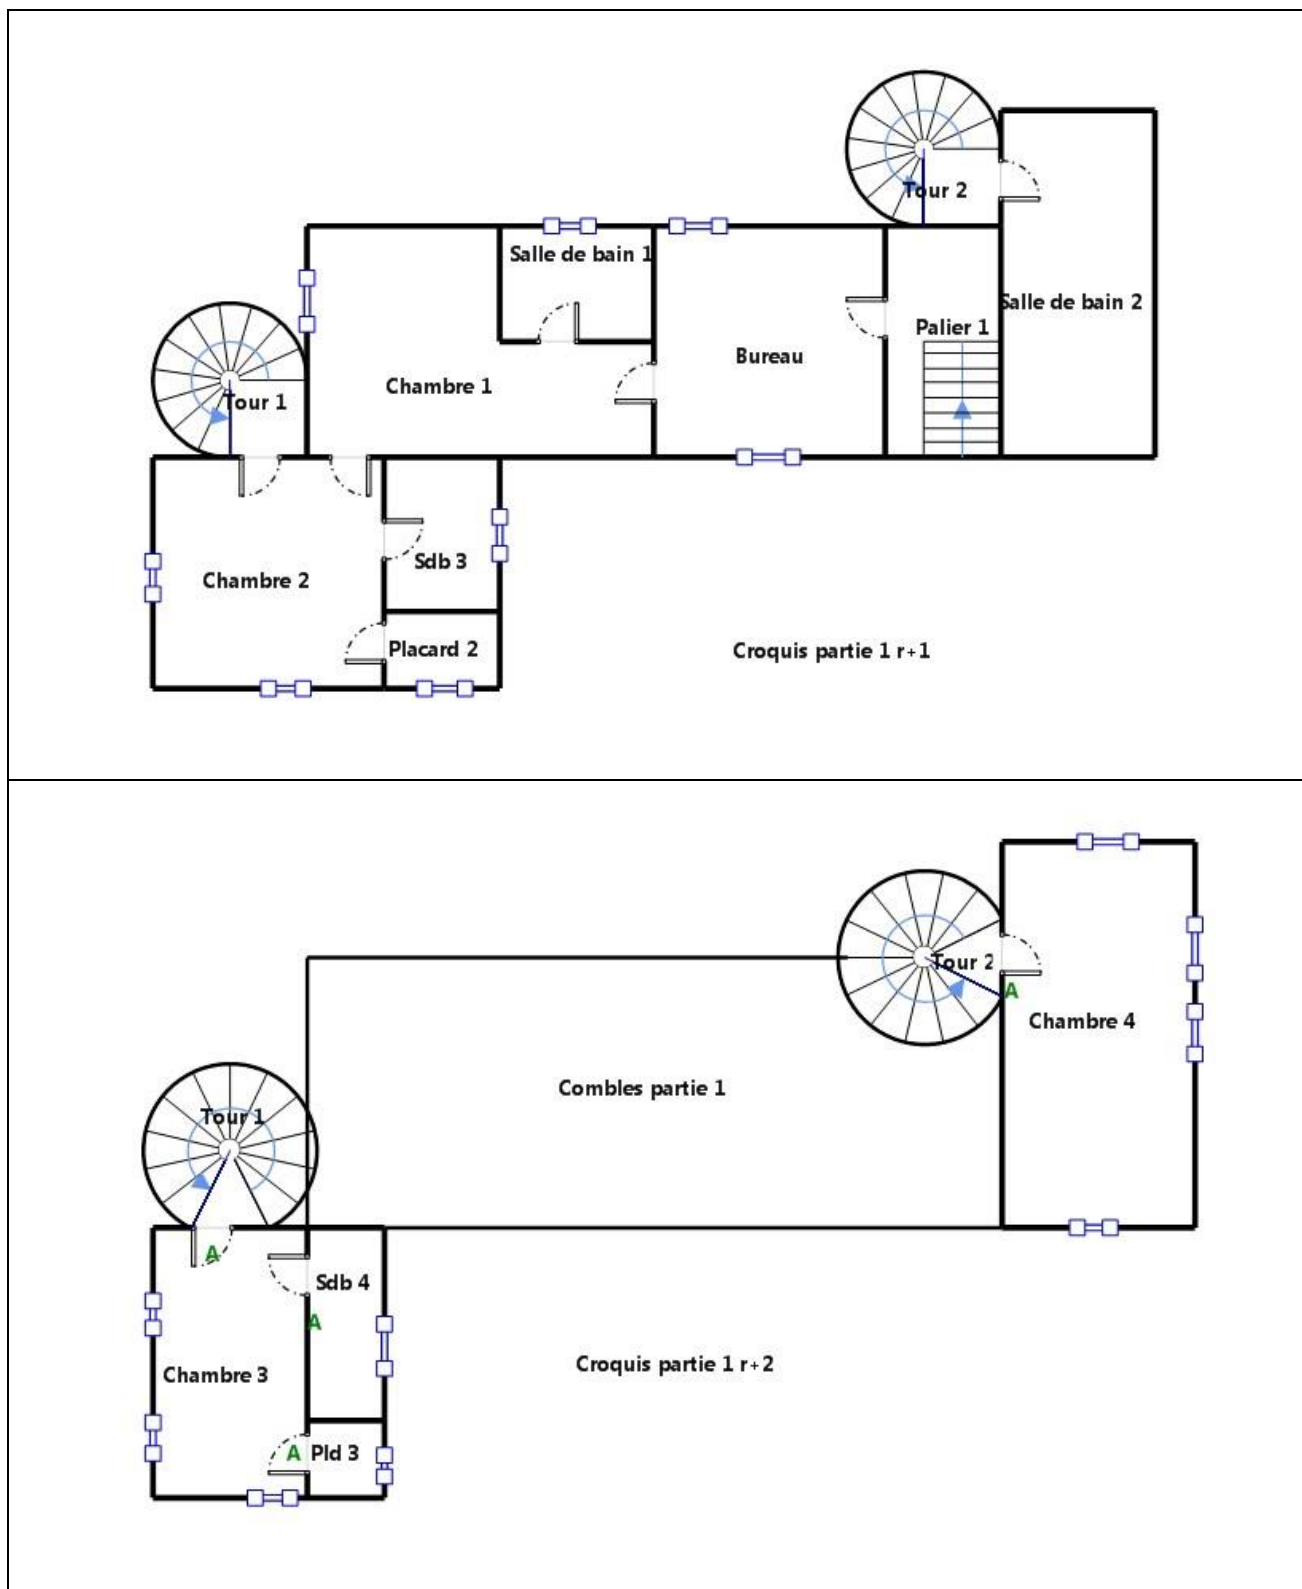 Tour 2
Salle de bain 1
Salle de bain 2
Palier 1
Bureau
Chambre 1
Tour 1
Sdb 3
Chambre 2
Placard 2
Croquis partie 1 r+1
Tour 2
A
Chambre 4
Combles partie 1
Tour 1
A
Sdb 4
A
Croquis partie 1 r+2
Chambre 3
A
Pld 3